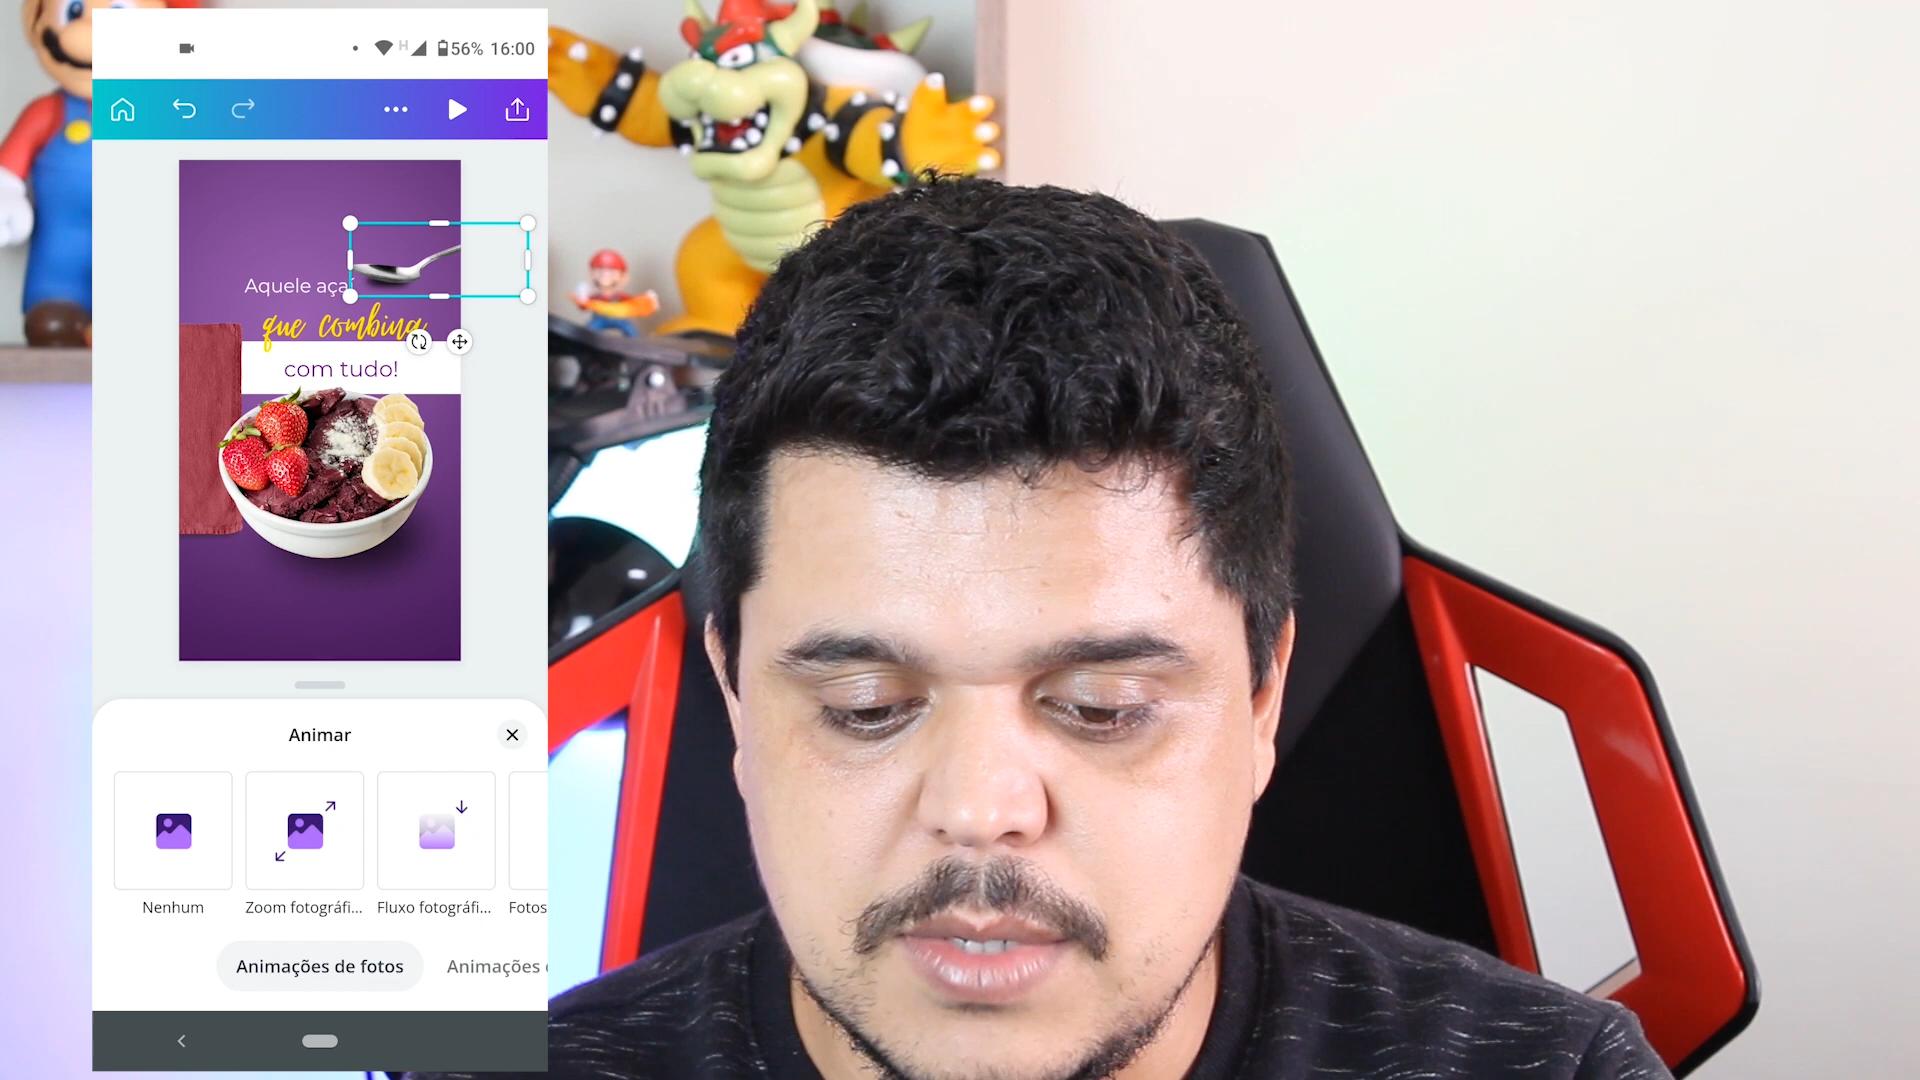 H 56% 16:00
Aquele aça
que combina
com tudo!
Animar
Nenhum
Zoom fotográfi...
Fluxo fotográfi...
Fotos
Animações de fotos
Animações